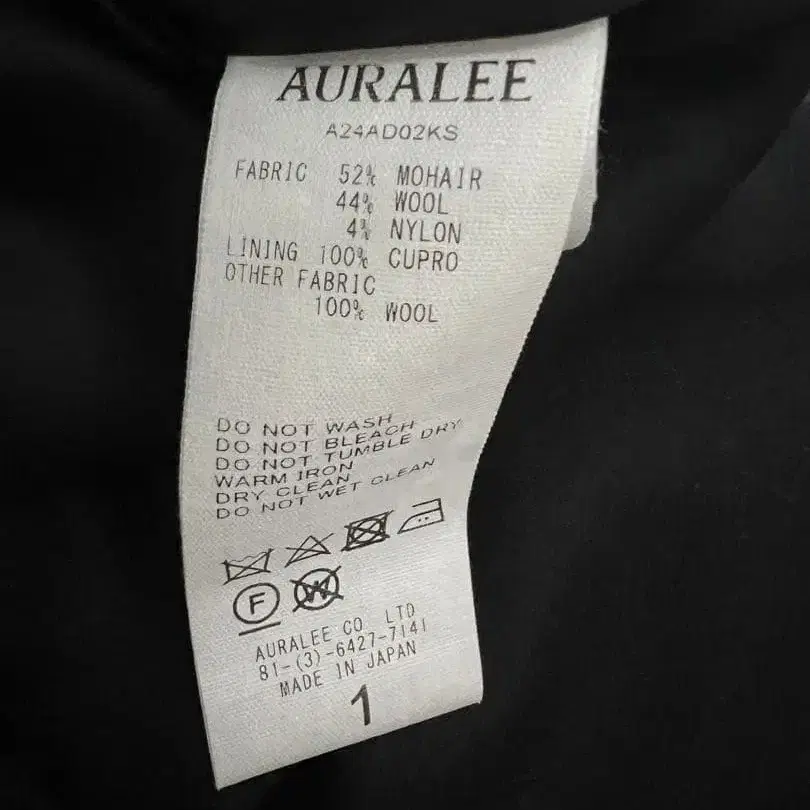 AURALEE
A24AD02KS
FABRIC 52% MOHAIR
44% WOOL
4% NYLON
LINING 100% CUPRO
OTHER FABRIC
100% WOOL
DO NOT WASH
DO NOT BLEACH
DO NOT TUMBLE DRY
WARM IRON
DRY CLEAN
DO NOT WET CLEAN
F W
AURALEE CO LTD
81-(3)-6427-7141
MADE IN JAPAN
1